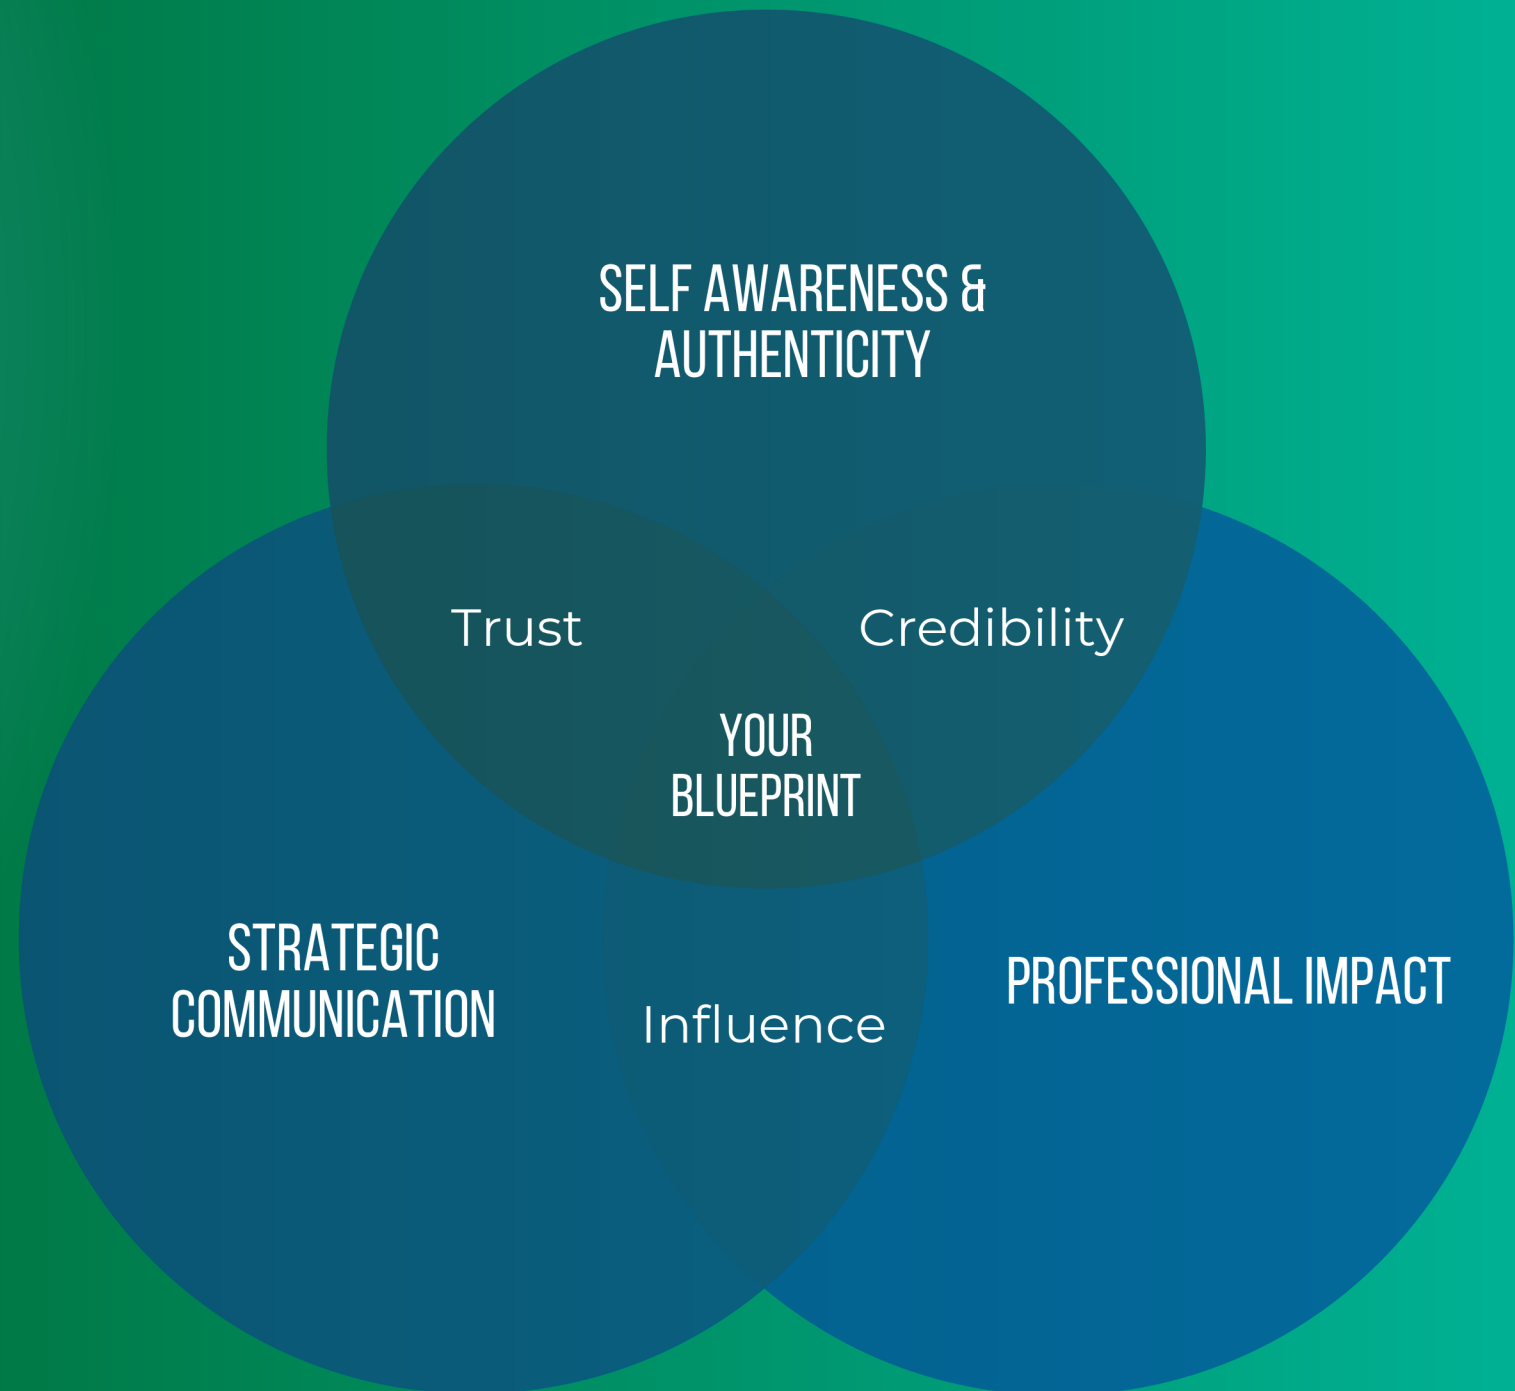 SELF AWARENESS &
AUTHENTICITY
Trust
Credibility
YOUR
BLUEPRINT
STRATEGIC
COMMUNICATION
PROFESSIONAL IMPACT
Influence